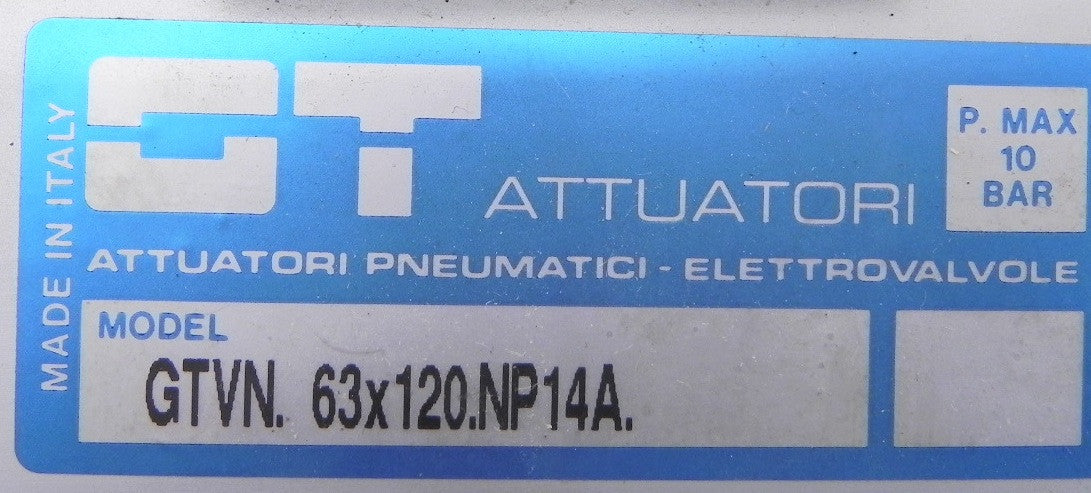 MADE IN ITALY
GT ATTUATORI
P. MAX
10
BAR
ATTUATORI PNEUMATICI - ELETTROVALVOLE
MODEL
GTVN. 63x120.NP14A.